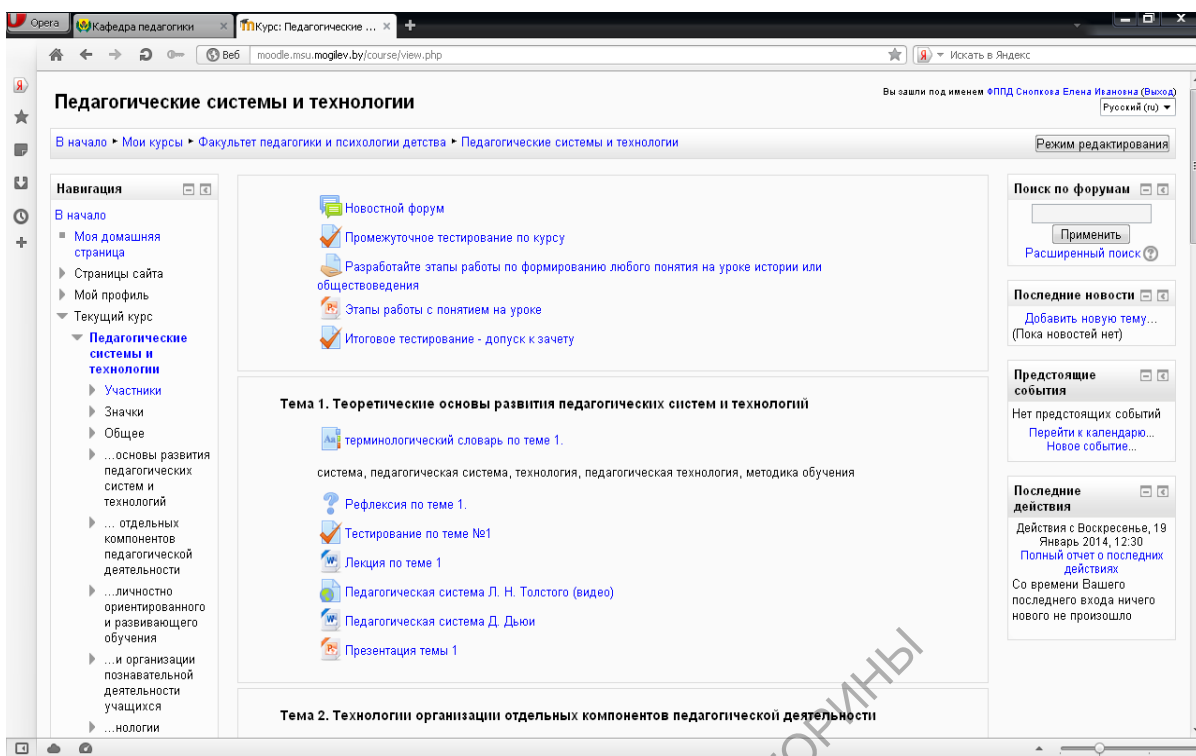 Opera
Кафедра педагогики
Курс: Педагогические ...
Веб
moodle.msu.mogilev.by/course/view.php
Искать в Яндекс
Педагогические системы и технологии
Вы зашли под именем ФППД Снопкова Елена Ивановна (Выход)
Русский (ru)
В начало ► Мои курсы ► Факультет педагогики и психологии детства ► Педагогические системы и технологии
Режим редактирования
Навигация
В начало
Моя домашняя
страница
Страницы сайта
Мой профиль
Текущий курс
Педагогические
системы и
технологии
Участники
Значки
Общее
...основы развития
педагогических
систем и
технологий
... отдельных
компонентов
педагогической
деятельности
...личностно
ориентированного
и развивающего
обучения
...и организации
познавательной
деятельности
учащихся
...нологии
Новостной форум
Промежуточное тестирование по курсу
Разработайте этапы работы по формированию любого понятия на уроке истории или
обществоведения
Этапы работы с понятием на уроке
Итоговое тестирование - допуск к зачету
Тема 1. Теоретические основы развития педагогических систем и технологий
терминологический словарь по теме 1.
система, педагогическая система, технология, педагогическая технология, методика обучения
Рефлексия по теме 1.
Тестирование по теме №1
Лекция по теме 1
Педагогическая система Л. Н. Толстого (видео)
Педагогическая система Д. Дьюи
Презентация темы 1
Тема 2. Технологии организации отдельных компонентов педагогической деятельности
Поиск по форумам
Применить
Расширенный поиск
Последние новости
Добавить новую тему...
(Пока новостей нет)
Предстоящие
события
Нет предстоящих событий
Перейти к календарю...
Новое событие...
Последние
действия
Действия с Воскресенье, 19
Январь 2014, 12:30
Полный отчет о последних
действиях
Со времени Вашего
последнего входа ничего
нового не произошло
ОРИНЫ